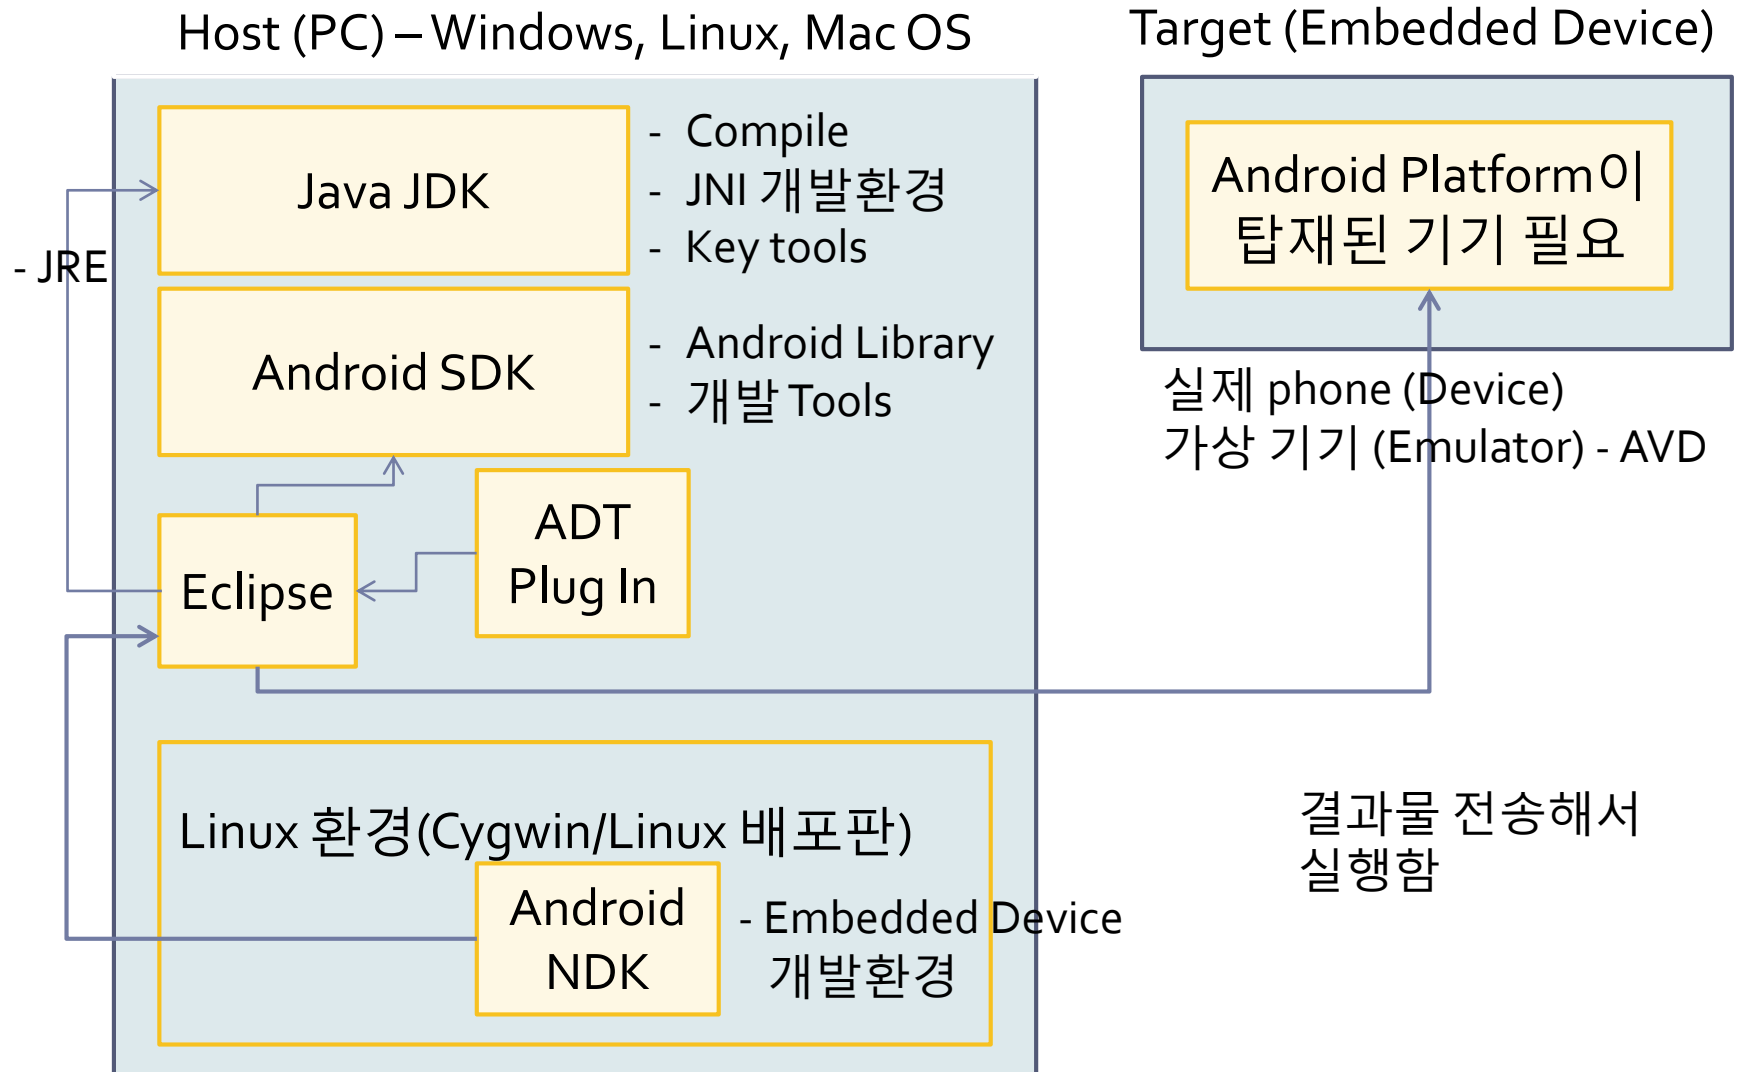 Host (PC) – Windows, Linux, Mac OS
Target (Embedded Device)
Java JDK
- Compile
- JNI 개발환경
- Key tools
- JRE
Android SDK
- Android Library
- 개발 Tools
Android Platform이
탑재된 기기 필요
실제 phone (Device)
가상 기기 (Emulator) - AVD
Eclipse
ADT
Plug In
Linux 환경(Cygwin/Linux 배포판)
Android
NDK
- Embedded Device
개발환경
결과물 전송해서
실행함